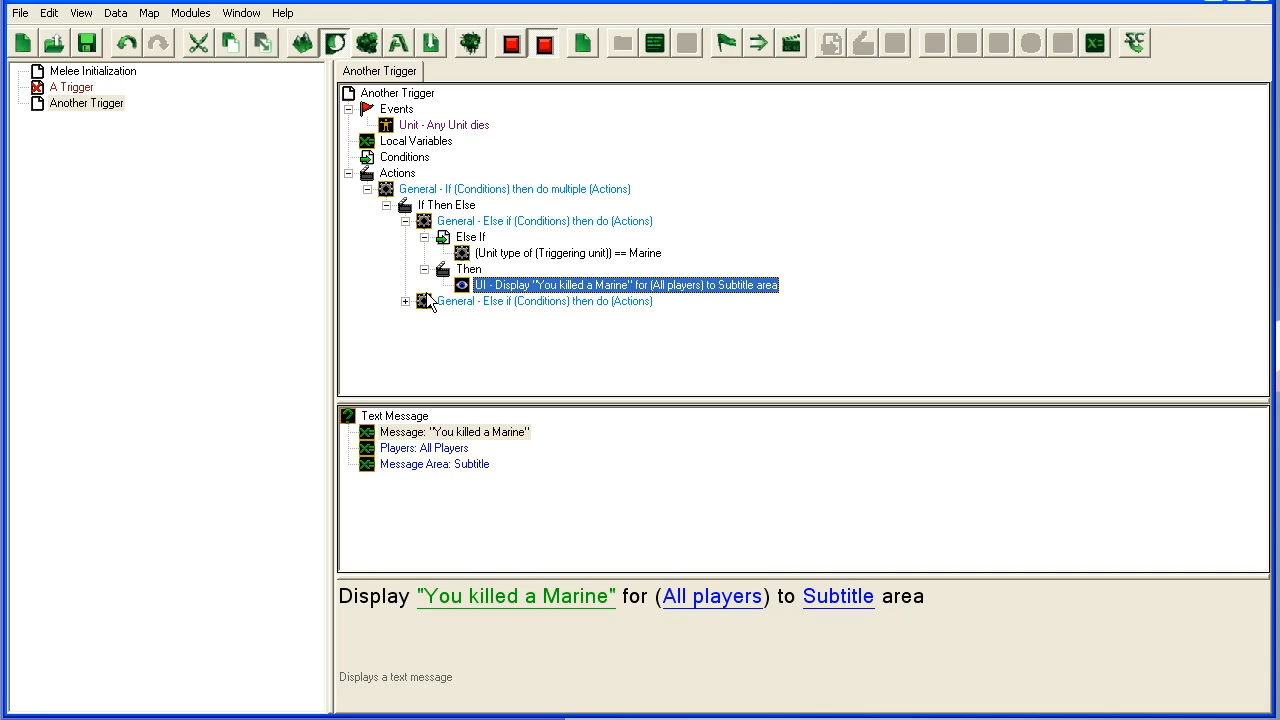 File Edit View Data Map Modules Window Help
Melee Initialization
A Trigger
Another Trigger
Another Trigger
Another Trigger
Events
Unit - Any Unit dies
Local Variables
Conditions
Actions
General - If (Conditions) then do multiple (Actions)
If Then Else
General - Else if (Conditions) then do (Actions)
Else If
(Unit type of (Triggering unit)) == Marine
Then
UI - Display "You killed a Marine" for (All players) to Subtitle area
General - Else if (Conditions) then do (Actions)
Text Message
Message: "You killed a Marine"
Players: All Players
Message Area: Subtitle
Display "You killed a Marine" for (All players) to Subtitle area
Displays a text message